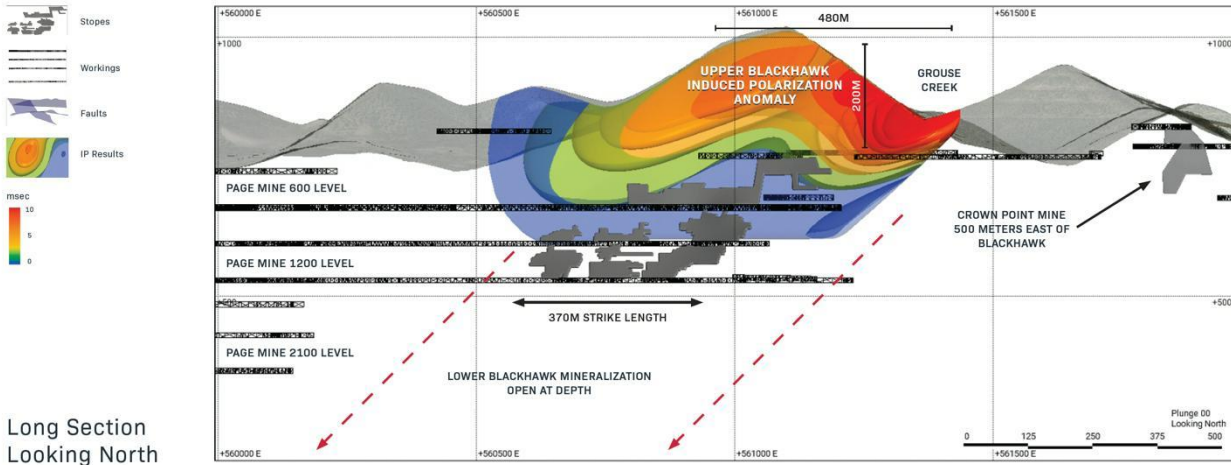 Stopes
Workings
Faults
IP Results
msec
10
5
0
+560000 E
+560500 E
+561000 E
+561500 E
480M
+1000
+1000
UPPER BLACKHAWK
INDUCED POLARIZATION
ANOMALY
200M
GROUSE
CREEK
PAGE MINE 600 LEVEL
CROWN POINT MINE
500 METERS EAST OF
BLACKHAWK
PAGE MINE 1200 LEVEL
+500
+500
370M STRIKE LENGTH
PAGE MINE 2100 LEVEL
LOWER BLACKHAWK MINERALIZATION
OPEN AT DEPTH
Plunge 00
Looking North
0 125 250 375 500
+560000 E
+560500 E
+561000 E
+561500 E
Long Section
Looking North